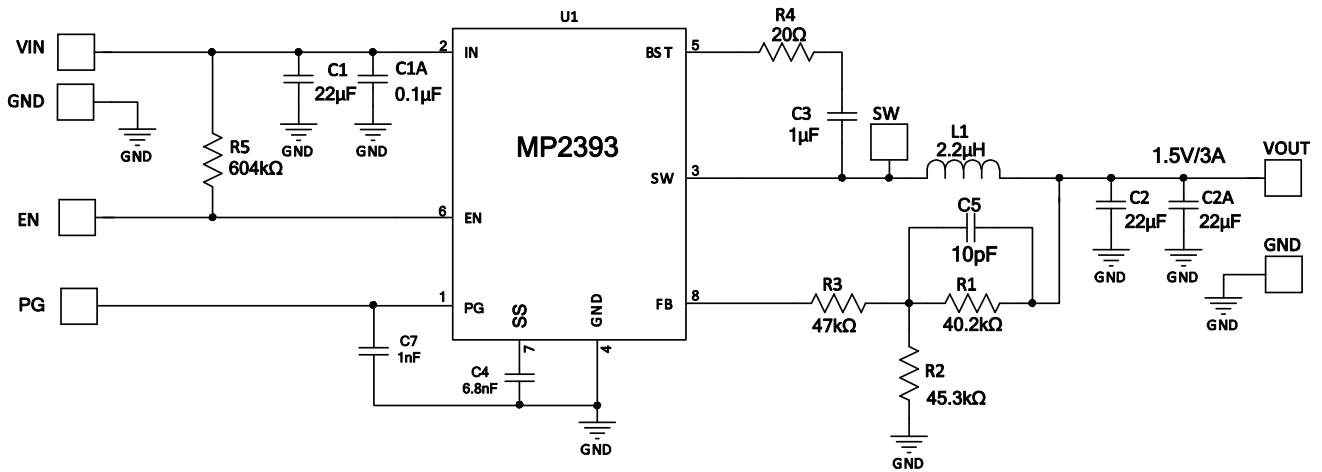 U1
R4
20Ω
VIN
2
IN
BST
5
C1
22µF
C1A
0.1µF
GND
GND
GND
GND
R5
604kΩ
MP2393
C3
1µF
SW
L1
2.2µH
1.5V/3A
VOUT
SW
3
C2
22µF
C2A
22µF
GND
GND
EN
6
EN
C5
10pF
GND
GND
PG
1
PG
SS
GND
FB
8
R3
47kΩ
R1
40.2kΩ
C7
1nF
7
4
C4
6.8nF
R2
45.3kΩ
GND
GND